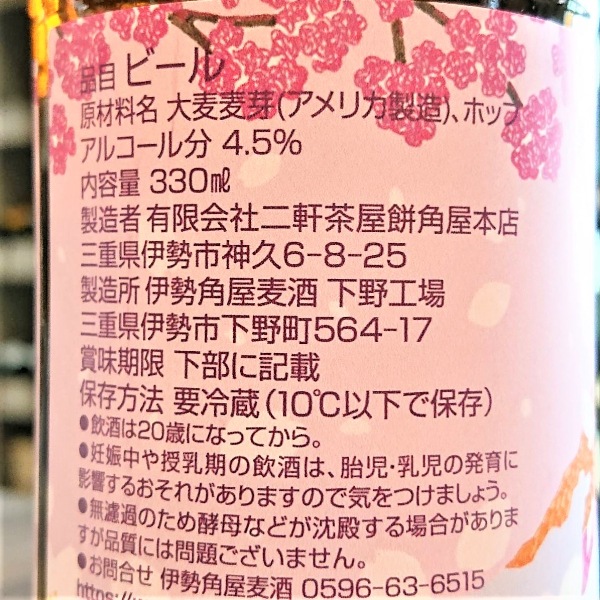 品目 ビール
原材料名 大麦麦芽(アメリカ製造)、ホップ
アルコール分 4.5%
内容量 330㎖
製造者 有限会社二軒茶屋餅角屋本店
三重県伊勢市神久6-8-25
製造所 伊勢角屋麦酒 下野工場
三重県伊勢市下野町564-17
賞味期限 下部に記載
保存方法 要冷蔵(10℃以下で保存)
●飲酒は20歳になってから。
●妊娠中や授乳期の飲酒は、胎児・乳児の発育に
影響するおそれがありますので気をつけましょう。
●無濾過のため酵母などが沈殿する場合がありま
すが品質には問題ございません。
●お問合せ 伊勢角屋麦酒 0596-63-6515
https://